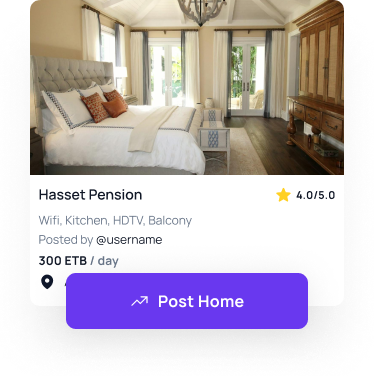 Hasset Pension
4.0/5.0
Wifi, Kitchen, HDTV, Balcony
Posted by @username
300 ETB / day
Post Home